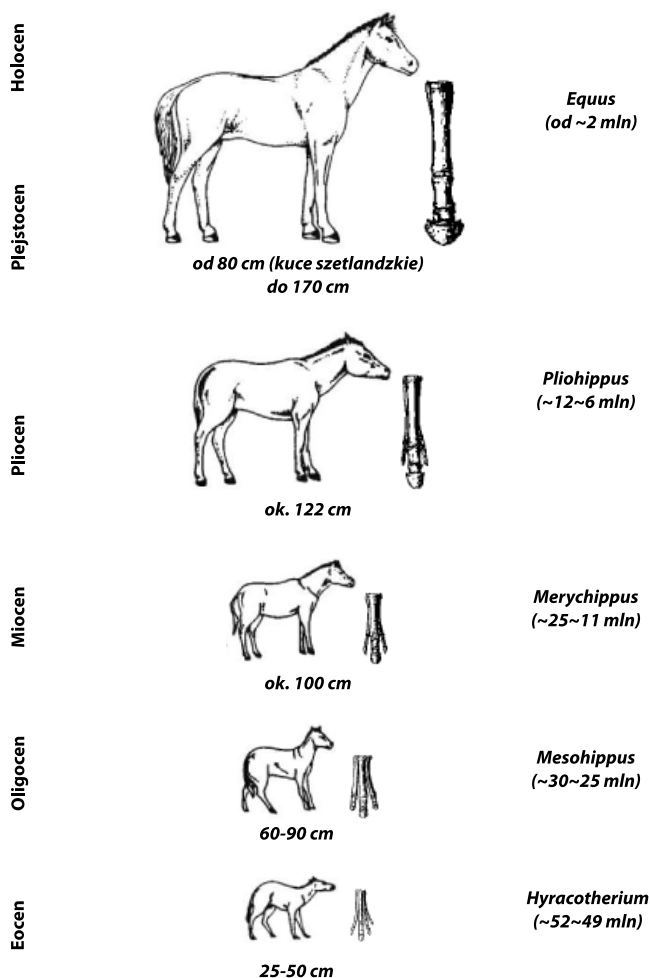 Holocen
Equus
(od ~2 mln)
Plejstocen
od 80 cm (kuce szetlandzkie)
do 170 cm
Pliohippus
(~12~6 mln)
Pliocen
ok. 122 cm
Miocen
Merychippus
(~25~11 mln)
ok. 100 cm
Oligocen
Mesohippus
(~30~25 mln)
60-90 cm
Eocen
Hyracotherium
(~52~49 mln)
25-50 cm